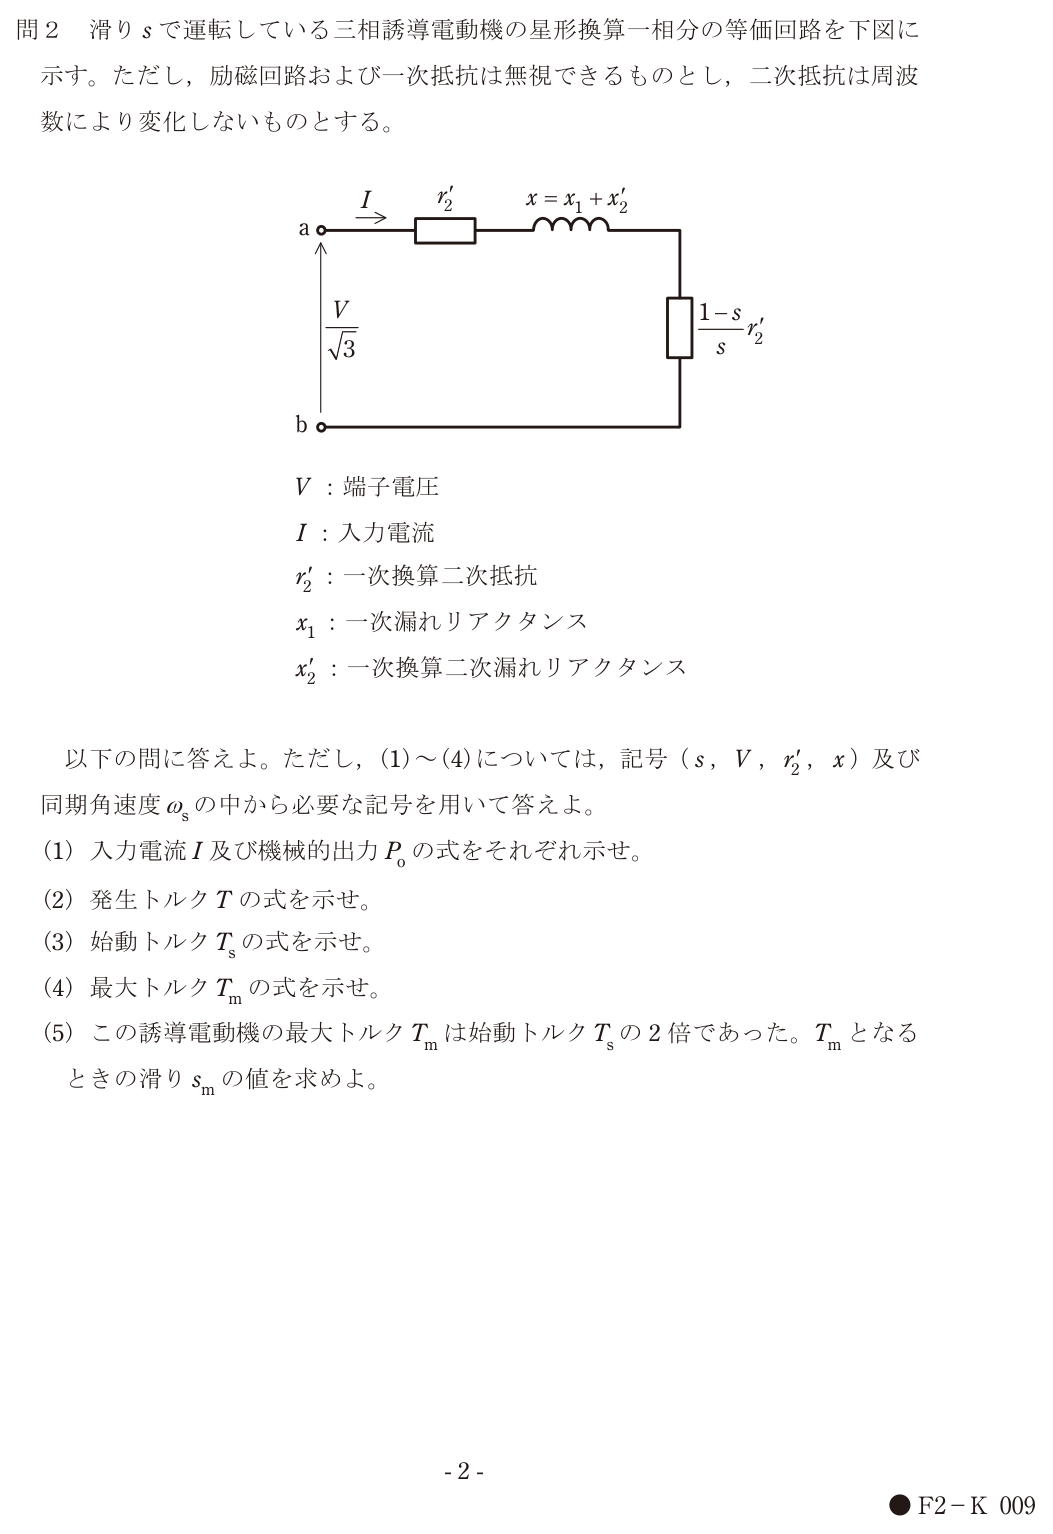 問２　滑り s で運転している三相誘導電動機の星形換算一相分の等価回路を下図に
示す。ただし，励磁回路および一次抵抗は無視できるものとし，二次抵抗は周波
数により変化しないものとする。
I
r₂′
x = x₁ + x₂′
a
V
√3
1−s
s
r₂′
b
V：端子電圧
I：入力電流
r₂′：一次換算二次抵抗
x₁：一次漏れリアクタンス
x₂′：一次換算二次漏れリアクタンス
以下の問に答えよ。ただし，(1)～(4)については，記号（s，V，r₂′，x）及び
同期角速度 ωs の中から必要な記号を用いて答えよ。
(1) 入力電流 I 及び機械的出力 Po の式をそれぞれ示せ。
(2) 発生トルク T の式を示せ。
(3) 始動トルク Ts の式を示せ。
(4) 最大トルク Tm の式を示せ。
(5) この誘導電動機の最大トルク Tm は始動トルク Ts の 2 倍であった。Tm となる
ときの滑り sm の値を求めよ。
- 2 -
● F2－K 009